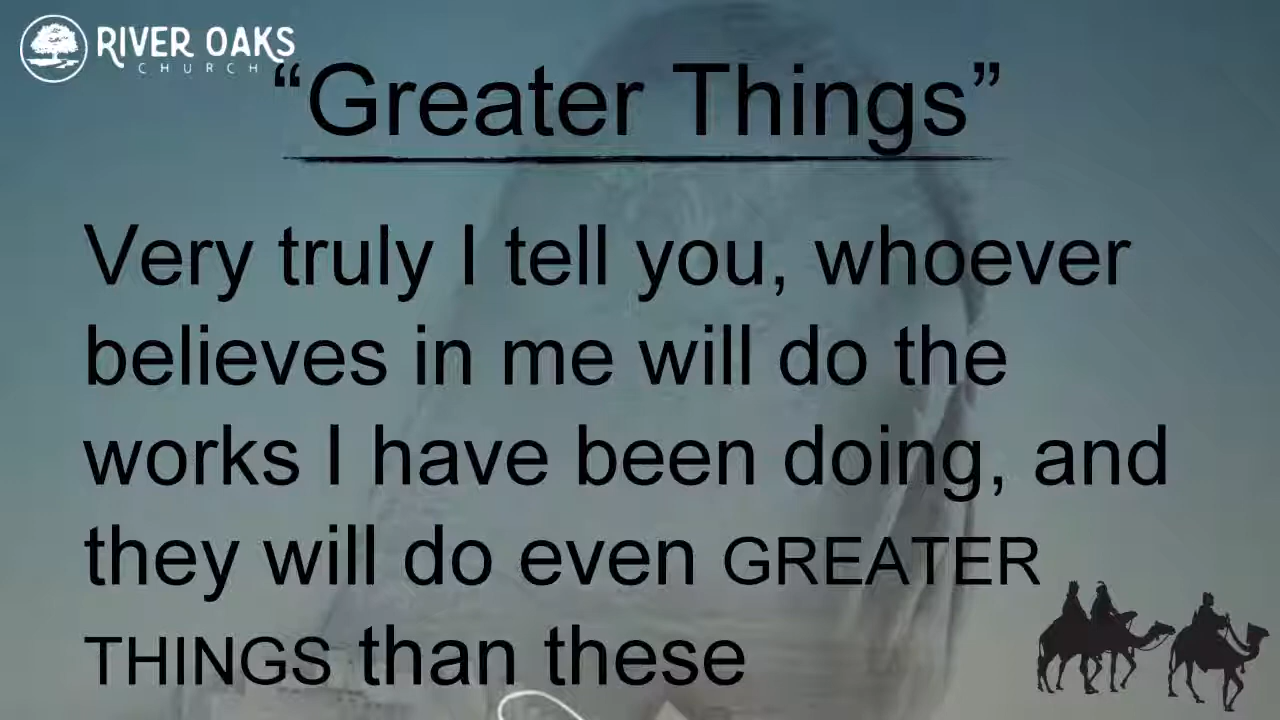 RIVER OAKS
CHURCH
“Greater Things”
Very truly I tell you, whoever
believes in me will do the
works I have been doing, and
they will do even GREATER
THINGS than these